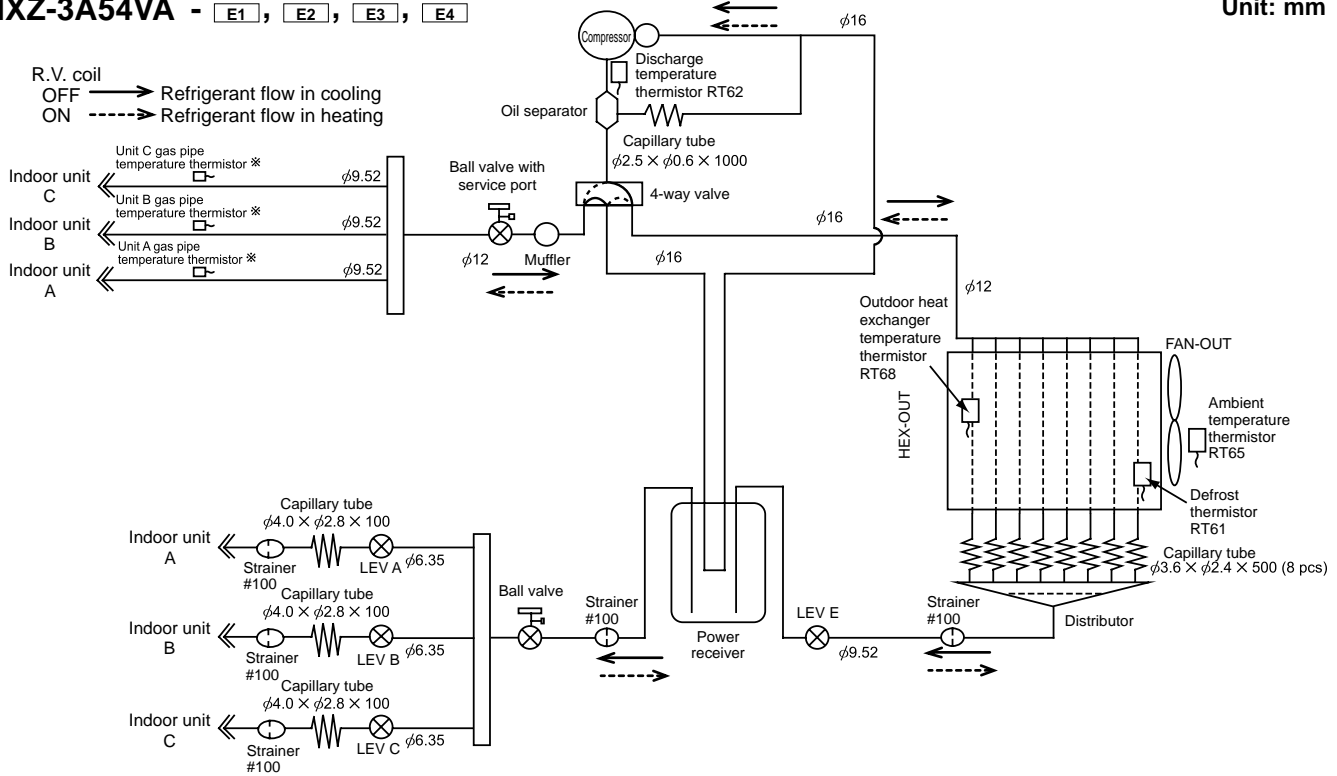 MXZ-3A54VA - E1, E2, E3, E4
Unit: mm
R.V. coil
OFF Refrigerant flow in cooling
ON Refrigerant flow in heating
Compressor
ϕ16
Discharge
temperature
thermistor RT62
Oil separator
Capillary tube
ϕ2.5 × ϕ0.6 × 1000
4-way valve
Unit C gas pipe
temperature thermistor ※
Indoor unit
C
ϕ9.52
Unit B gas pipe
temperature thermistor ※
Indoor unit
B
ϕ9.52
Unit A gas pipe
temperature thermistor ※
Indoor unit
A
ϕ9.52
Ball valve with
service port
ϕ12
Muffler
ϕ16
ϕ16
ϕ12
Outdoor heat
exchanger
temperature
thermistor
RT68
HEX-OUT
FAN-OUT
Ambient
temperature
thermistor
RT65
Defrost
thermistor
RT61
Capillary tube
ϕ3.6 × ϕ2.4 × 500 (8 pcs)
Distributor
Strainer
#100
LEV E
ϕ9.52
Power
receiver
Strainer
#100
Ball valve
Capillary tube
ϕ4.0 × ϕ2.8 × 100
Indoor unit
A
Strainer
#100
LEV A
ϕ6.35
Capillary tube
ϕ4.0 × ϕ2.8 × 100
Indoor unit
B
Strainer
#100
LEV B
ϕ6.35
Capillary tube
ϕ4.0 × ϕ2.8 × 100
Indoor unit
C
Strainer
#100
LEV C
ϕ6.35